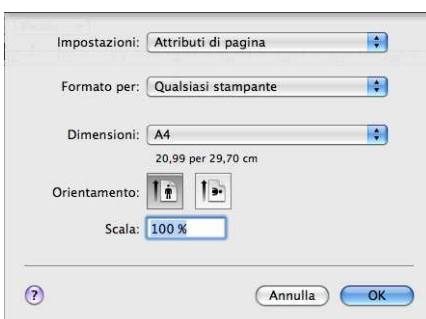 Impostazioni: Attributi di pagina
Formato per: Qualsiasi stampante
Dimensioni: A4
20,99 per 29,70 cm
Orientamento:
Scala: 100 %
? Annulla OK